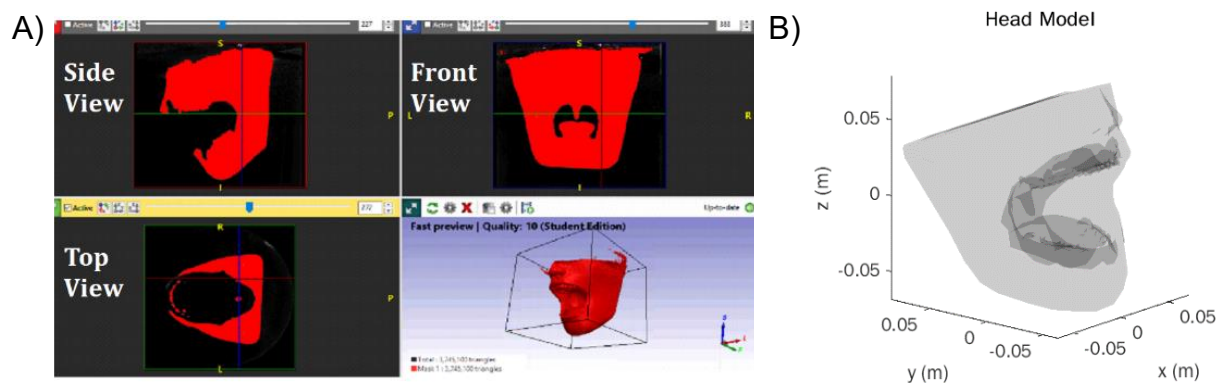 A)
Active
227
Side
View
S
P
I
Active
381
Front
View
S
L
R
I
Active
272
Top
View
R
P
L
Up-to-date
Fast preview | Quality: 10 (Student Edition)
Mask 1 :
B)
Head Model
0.05
0
-0.05
z (m)
0.05
0
-0.05
y (m)
0.05
0
-0.05
x (m)